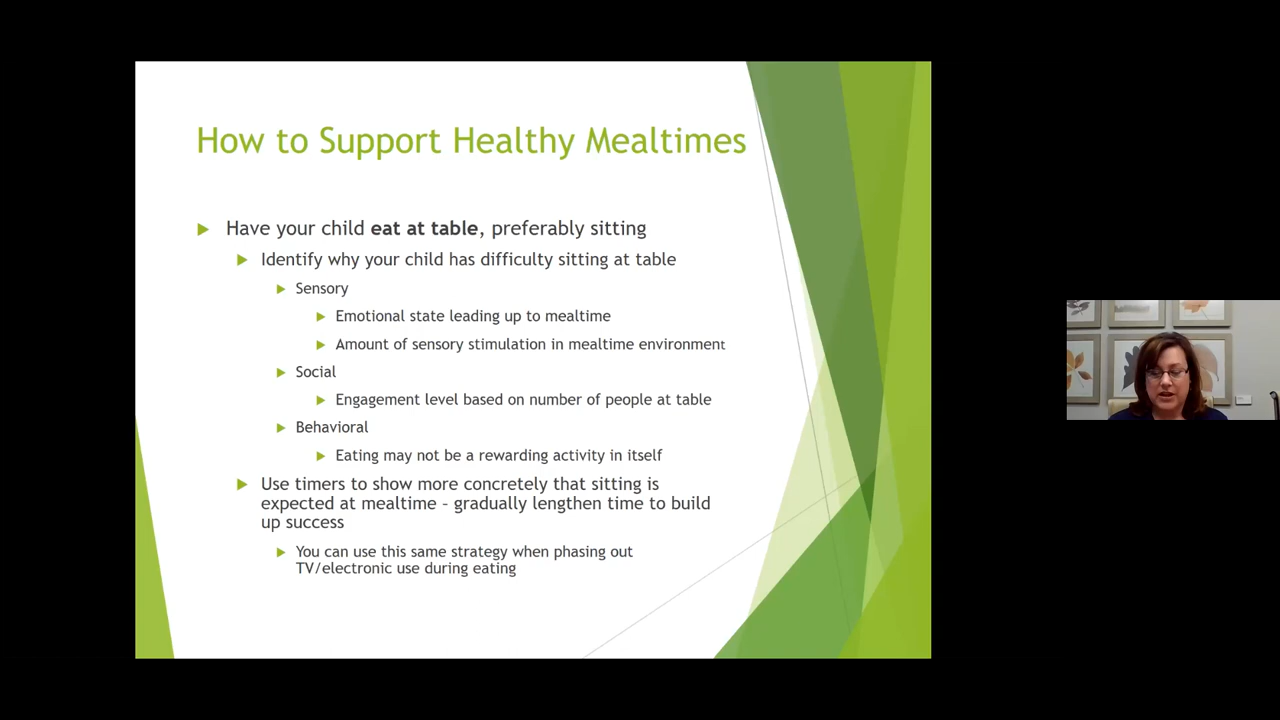 How to Support Healthy Mealtimes
Have your child eat at table, preferably sitting
Identify why your child has difficulty sitting at table
Sensory
Emotional state leading up to mealtime
Amount of sensory stimulation in mealtime environment
Social
Engagement level based on number of people at table
Behavioral
Eating may not be a rewarding activity in itself
Use timers to show more concretely that sitting is
expected at mealtime – gradually lengthen time to build
up success
You can use this same strategy when phasing out
TV/electronic use during eating